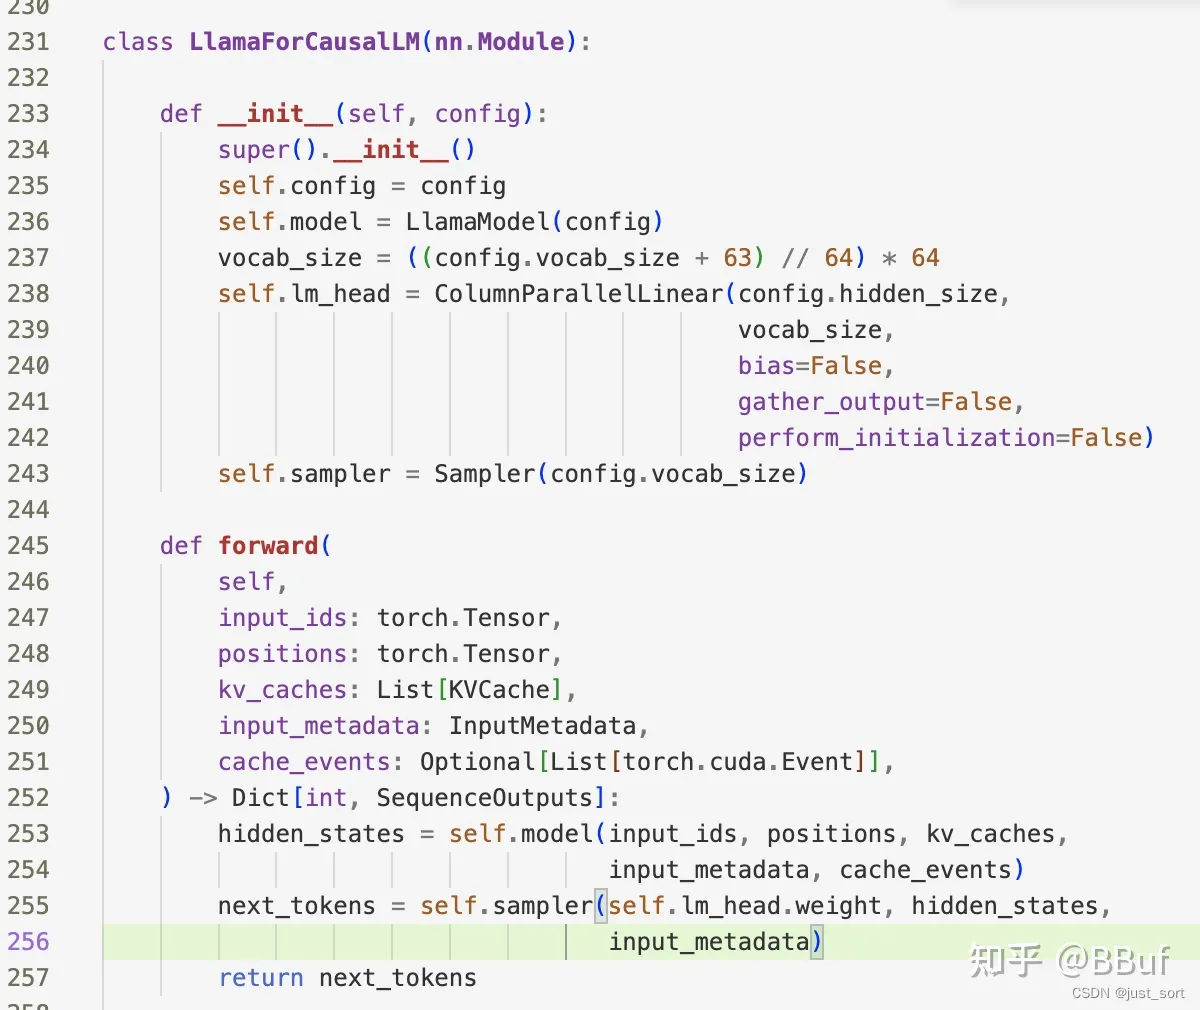 230
231 class LlamaForCausalLM(nn.Module):
232
233     def __init__(self, config):
234         super().__init__()
235         self.config = config
236         self.model = LlamaModel(config)
237         vocab_size = ((config.vocab_size + 63) // 64) * 64
238         self.lm_head = ColumnParallelLinear(config.hidden_size,
239                                             vocab_size,
240                                             bias=False,
241                                             gather_output=False,
242                                             perform_initialization=False)
243         self.sampler = Sampler(config.vocab_size)
244
245     def forward(
246         self,
247         input_ids: torch.Tensor,
248         positions: torch.Tensor,
249         kv_caches: List[KVCache],
250         input_metadata: InputMetadata,
251         cache_events: Optional[List[torch.cuda.Event]],
252     ) -> Dict[int, SequenceOutputs]:
253         hidden_states = self.model(input_ids, positions, kv_caches,
254                                    input_metadata, cache_events)
255         next_tokens = self.sampler(self.lm_head.weight, hidden_states,
256                                    input_metadata)
257         return next_tokens
258
知乎 @BBuf
CSDN @just_sort